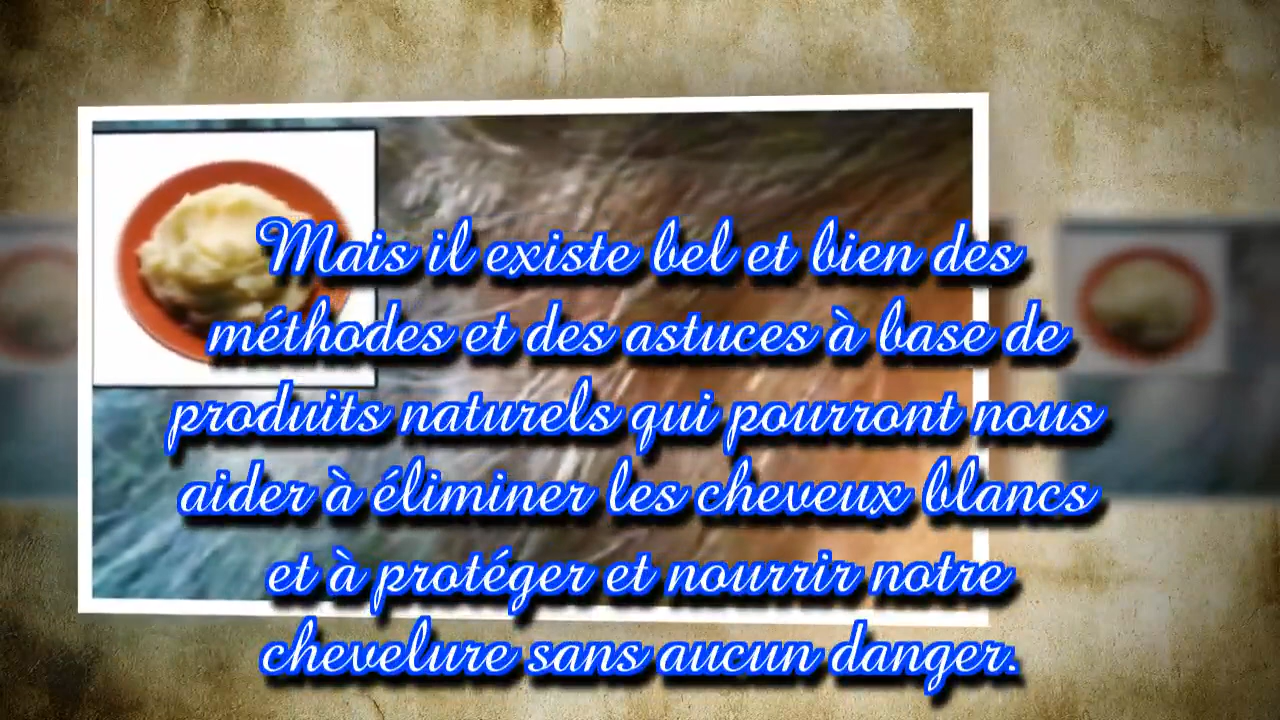 Mais il existe bel et bien des
méthodes et des astuces à base de
produits naturels qui pourront nous
aider à éliminer les cheveux blancs
et à protéger et nourrir notre
chevelure sans aucun danger.